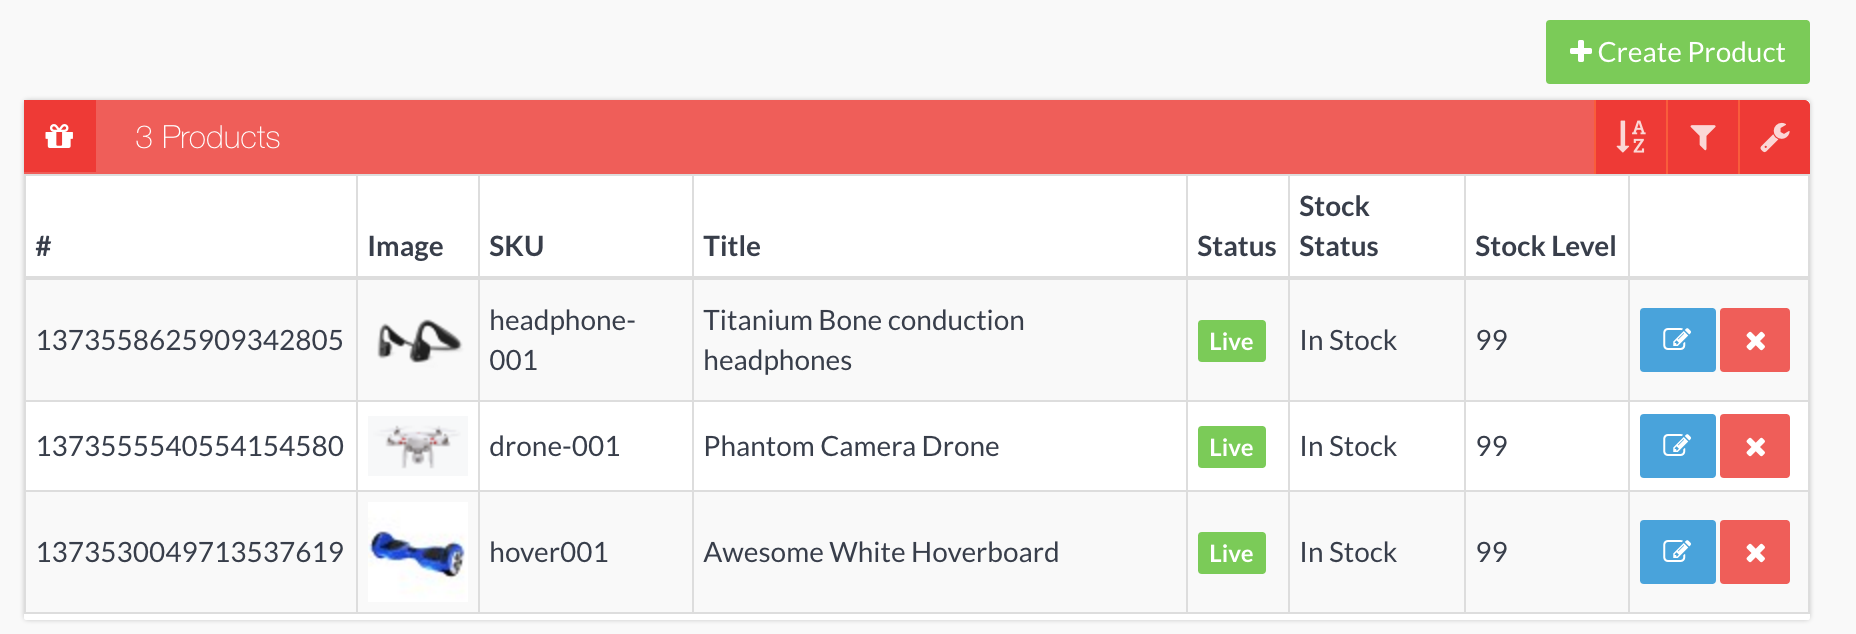 Create Product
3 Products
A
Z
# Image SKU Title Status Stock Status Stock Level
1373558625909342805 headphone-001 Titanium Bone conduction headphones Live In Stock 99
1373555540554154580 drone-001 Phantom Camera Drone Live In Stock 99
1373530049713537619 hover001 Awesome White Hoverboard Live In Stock 99